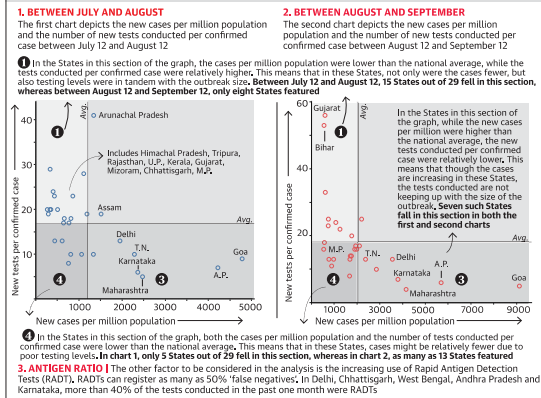 1. BETWEEN JULY AND AUGUST
The first chart depicts the new cases per million population
and the number of new tests conducted per confirmed
case between July 12 and August 12
2. BETWEEN AUGUST AND SEPTEMBER
The second chart depicts the new cases per million
population and the number of new tests conducted per
confirmed case between August 12 and September 12
1 In the States in this section of the graph, the cases per million population were lower than the national average, while the
tests conducted per confirmed case were relatively higher. This means that in these States, not only were the cases fewer, but
also testing levels were in tandem with the outbreak size. Between July 12 and August 12, 15 States out of 29 fell in this section,
whereas between August 12 and September 12, only eight States featured
New tests per confirmed case
40
30
20
10
1
Avg.
Arunachal Pradesh
Includes Himachal Pradesh, Tripura,
Rajasthan, U.P., Kerala, Gujarat,
Mizoram, Chhattisgarh, M.P.
Assam
Avg.
Delhi
T.N.
Karnataka
Maharashtra
Goa
A.P.
4
3
0
1000
2000
3000
4000
5000
New cases per million population
New tests per confirmed case
60
40
20
Gujarat
Bihar
1
Avg.
In the States in this section of
the graph, while the new cases
per million were higher than
the national average, the new
tests conducted per confirmed
case were relatively lower. This
means that though the cases
are increasing in these States,
the tests conducted are not
keeping up with the size of the
outbreak. Seven such States
fall in this section in both the
first and second charts
Avg.
M.P.
T.N.
Delhi
Karnataka
A.P.
Maharashtra
Goa
4
3
1000
3000
5000
7000
9000
New cases per million population
4 In the States in this section of the graph, both the cases per million population and the number of tests conducted per
confirmed case were lower than the national average. This means that in these States, cases might be relatively fewer due to
poor testing levels. In chart 1, only 5 States out of 29 fell in this section, whereas in chart 2, as many as 13 States featured
3. ANTIGEN RATIO | The other factor to be considered in the analysis is the increasing use of Rapid Antigen Detection
Tests (RADT). RADTs can register as many as 50% 'false negatives'. In Delhi, Chhattisgarh, West Bengal, Andhra Pradesh and
Karnataka, more than 40% of the tests conducted in the past one month were RADTs